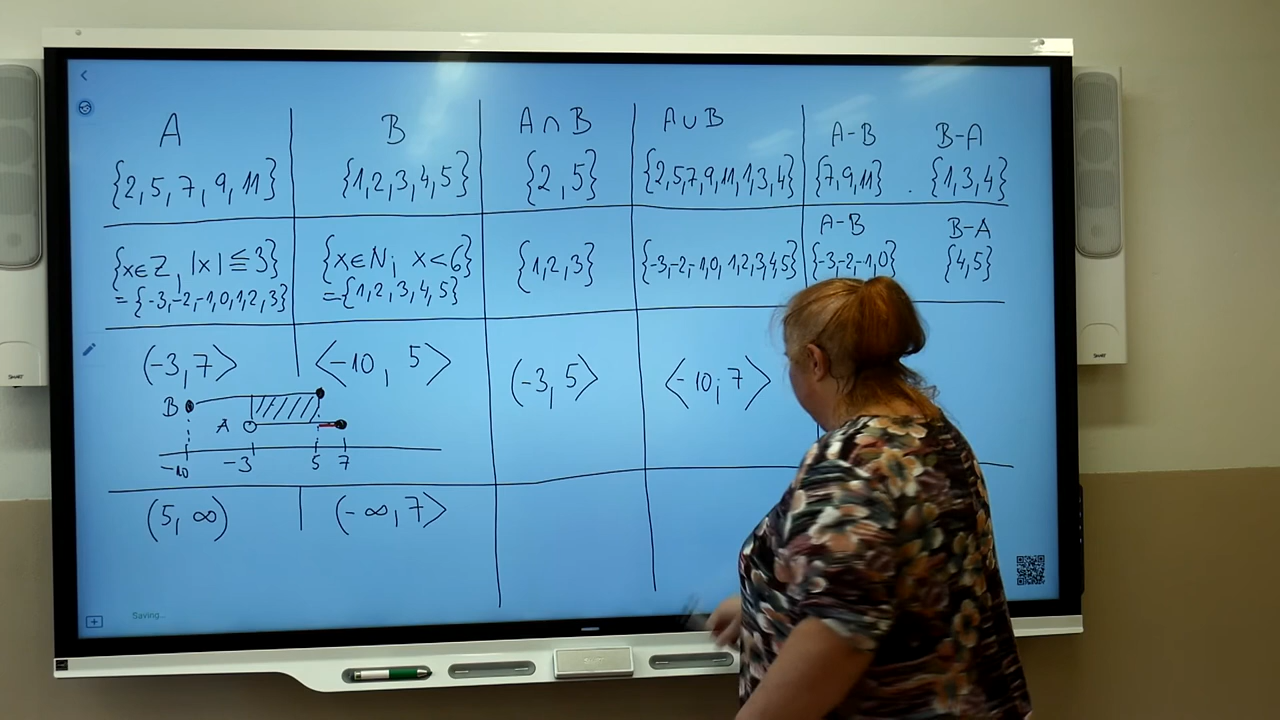 A B A∩B A∪B A-B B-A
{2,5,7,9,11} {1,2,3,4,5} {2,5} {2,5,7,9,11,1,3,4} {7,9,11} . {1,3,4}
A-B B-A
{x∈Z, |x|≦3} {x∈N; x<6} {1,2,3} {-3,-2,-1,0,1,2,3,4,5} {-3,-2,-1,0} {4,5}
={-3,-2,-1,0,1,2,3} ={1,2,3,4,5}
(-3,7> <-10, 5> (-3,5> <-10;7>
B
A
-10 -3 5 7
(5, ∞) (-∞,7>
Saving...